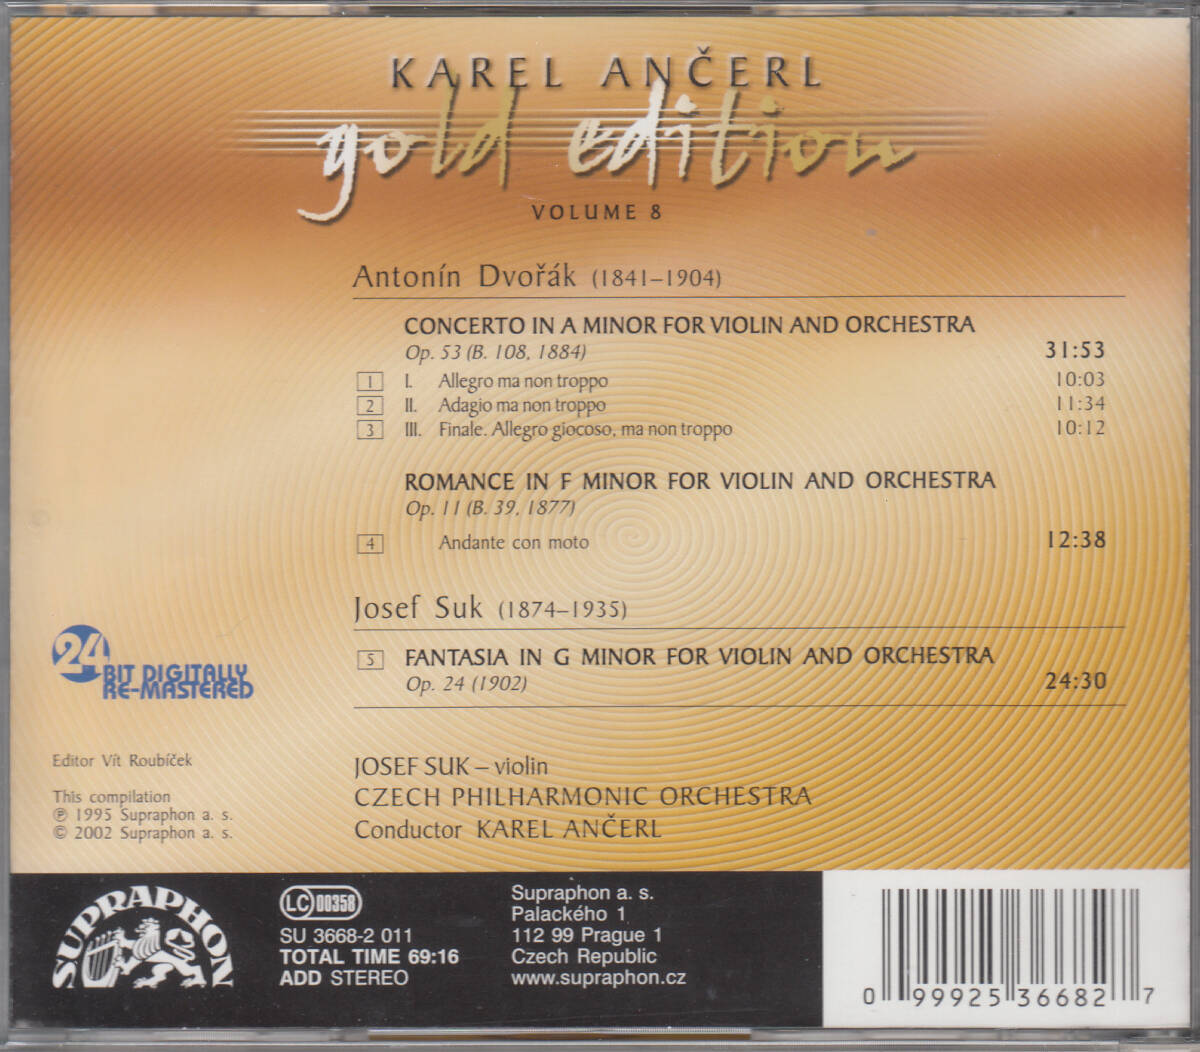 KAREL ANČERL
gold edition
VOLUME 8
Antonín Dvořák (1841–1904)
CONCERTO IN A MINOR FOR VIOLIN AND ORCHESTRA
Op. 53 (B. 108, 1884) 31:53
1 I. Allegro ma non troppo 10:03
2 II. Adagio ma non troppo 11:34
3 III. Finale. Allegro giocoso, ma non troppo 10:12
ROMANCE IN F MINOR FOR VIOLIN AND ORCHESTRA
Op. 11 (B. 39, 1877)
4 Andante con moto 12:38
Josef Suk (1874–1935)
5 FANTASIA IN G MINOR FOR VIOLIN AND ORCHESTRA
Op. 24 (1902) 24:30
24
BIT DIGITALLY
RE-MASTERED
Editor Vít Roubíček
This compilation
℗ 1995 Supraphon a. s.
© 2002 Supraphon a. s.
JOSEF SUK – violin
CZECH PHILHARMONIC ORCHESTRA
Conductor KAREL ANČERL
SUPRAPHON
LC 00358
SU 3668-2 011
TOTAL TIME 69:16
ADD STEREO
Supraphon a. s.
Palackého 1
112 99 Prague 1
Czech Republic
www.supraphon.cz
0 99925 36682 7